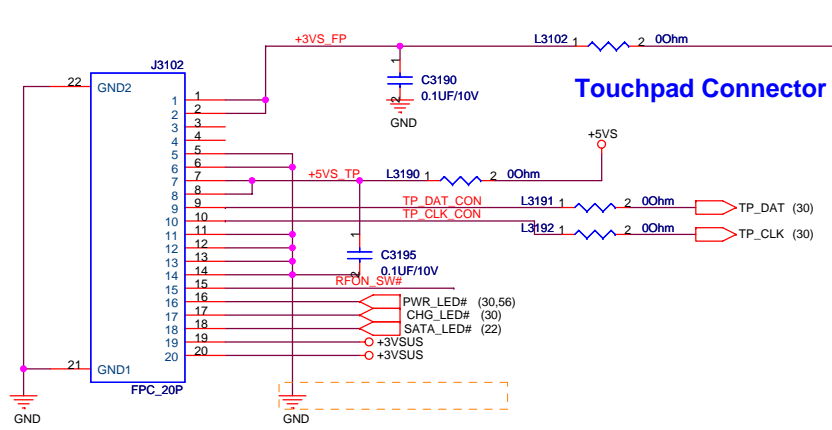 +3VS_FP
L3102 1 2 0Ohm
J3102
22 GND2
1
C3190
0.1UF/10V
2
GND
Touchpad Connector
1 1
2 2
3 3
4 4
5 5
6 6
7 7
8 8
9 9
10 10
11 11
12 12
13 13
14 14
15 15
16 16
17 17
18 18
19 19
20 20
+5VS
+5VS_TP
L3190 1 2 0Ohm
TP_DAT_CON
L3191 1 2 0Ohm
TP_DAT (30)
TP_CLK_CON
L3192 1 2 0Ohm
TP_CLK (30)
1
C3195
0.1UF/10V
2
RFON_SW#
PWR_LED# (30,56)
CHG_LED# (30)
SATA_LED# (22)
+3VSUS
+3VSUS
21 GND1
FPC_20P
GND
GND